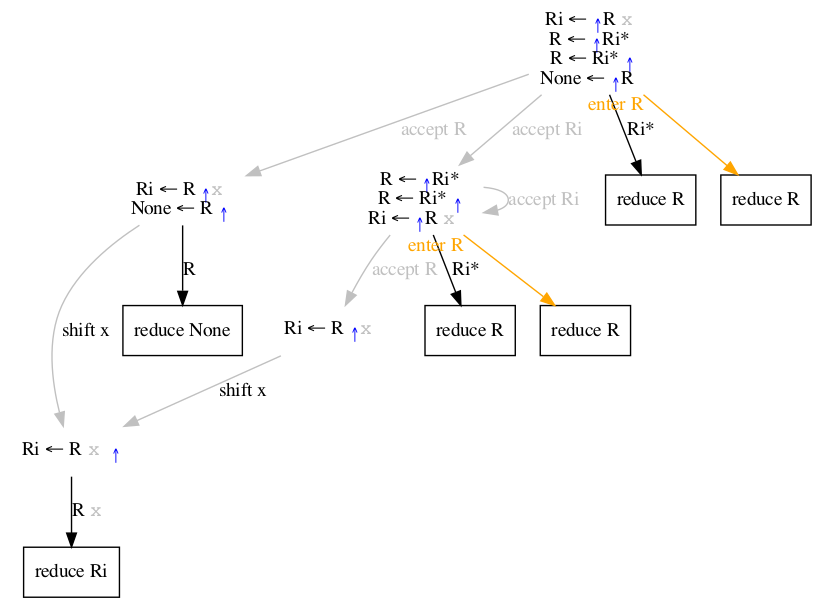 Ri ← ↑R x
R ← ↑Ri*
R ← Ri* ↑
None ← ↑R
enter R
accept R
accept Ri
Ri*
Ri ← R ↑x
None ← R ↑
R ← ↑Ri*
R ← Ri* ↑
Ri ← ↑R x
accept Ri
reduce R
reduce R
enter R
R
accept R
Ri*
shift x
reduce None
Ri ← R ↑x
reduce R
reduce R
shift x
Ri ← R x ↑
R x
reduce Ri